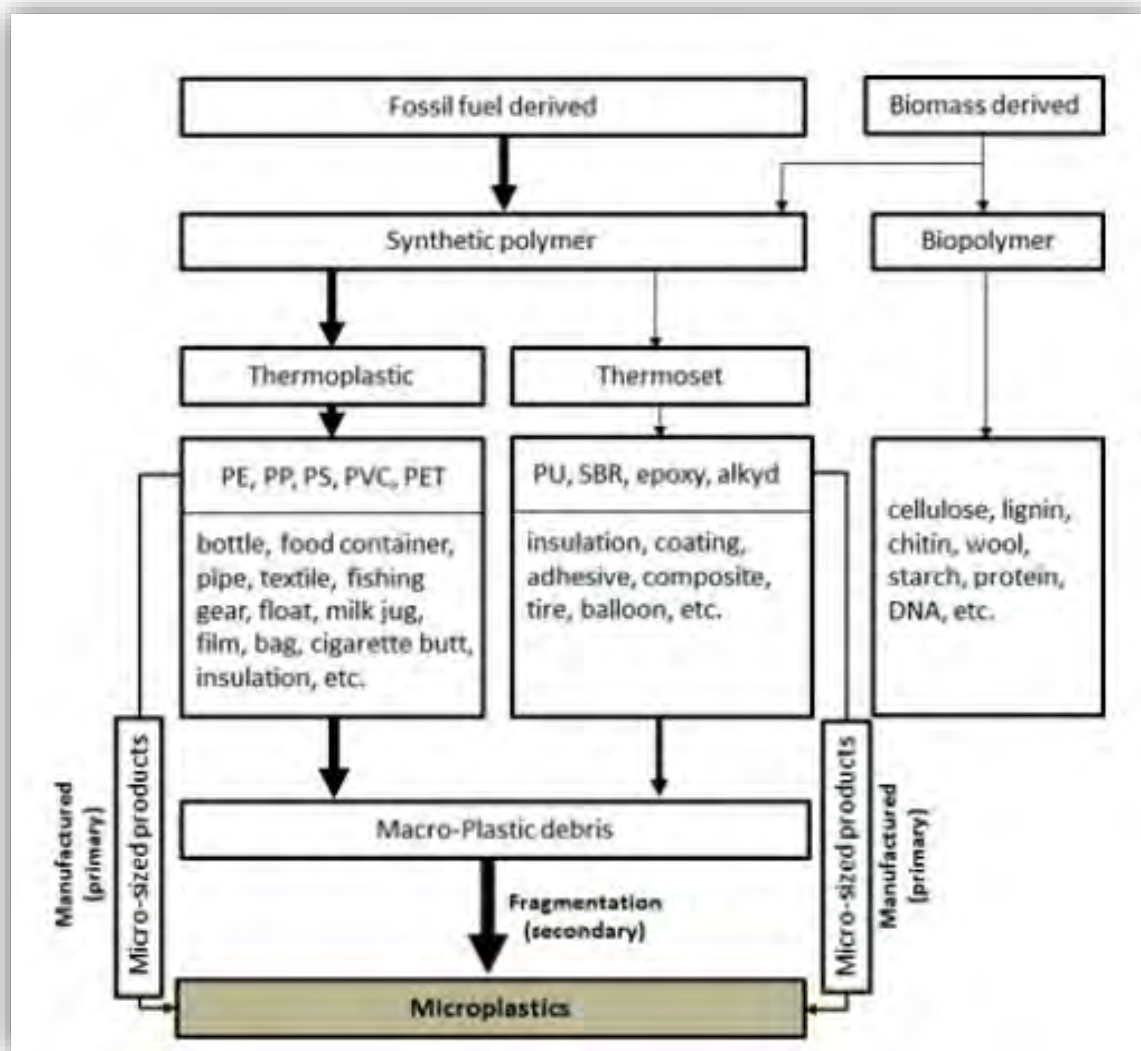 Fossil fuel derived
Biomass derived
Synthetic polymer
Biopolymer
Thermoplastic
Thermoset
PE, PP, PS, PVC, PET
bottle, food container,
pipe, textile, fishing
gear, float, milk jug,
film, bag, cigarette butt,
insulation, etc.
PU, SBR, epoxy, alkyd
insulation, coating,
adhesive, composite,
tire, balloon, etc.
cellulose, lignin,
chitin, wool,
starch, protein,
DNA, etc.
Manufactured
(primary)
Micro-sized products
Macro-Plastic debris
Fragmentation
(secondary)
Micro-sized products
Manufactured
(primary)
Microplastics